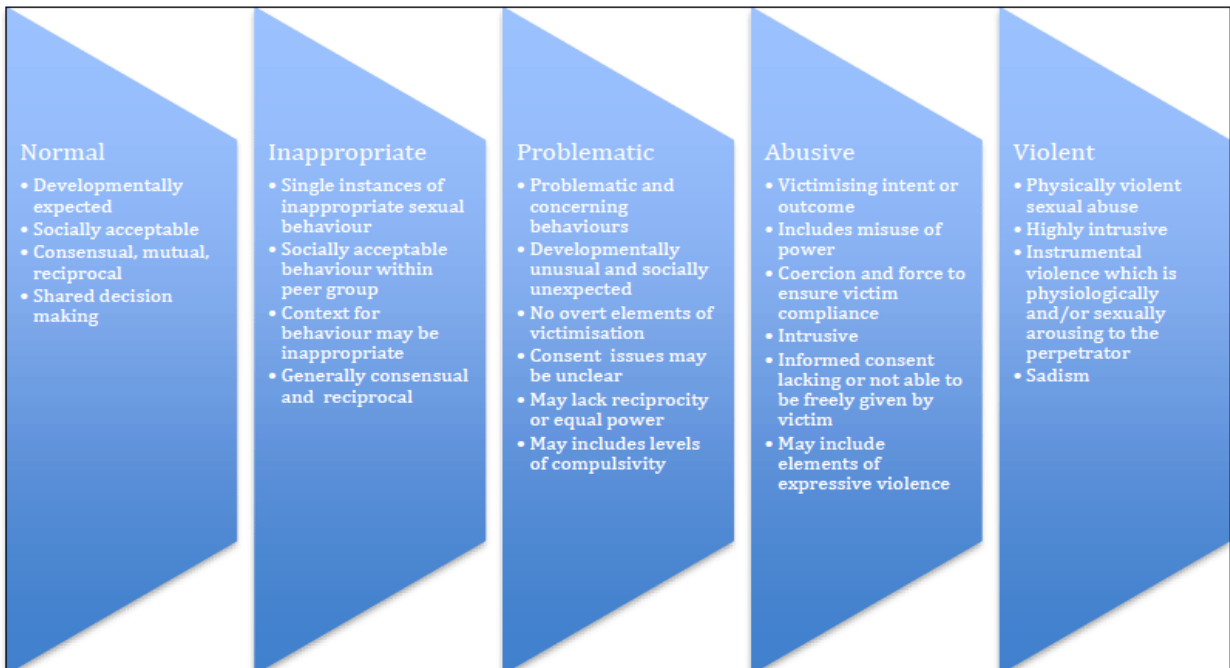 Normal
• Developmentally
expected
• Socially acceptable
• Consensual, mutual,
reciprocal
• Shared decision
making
Inappropriate
• Single instances of
inappropriate sexual
behaviour
• Socially acceptable
behaviour within
peer group
• Context for
behaviour may be
inappropriate
• Generally consensual
and reciprocal
Problematic
• Problematic and
concerning
behaviours
• Developmentally
unusual and socially
unexpected
• No overt elements of
victimisation
• Consent issues may
be unclear
• May lack reciprocity
or equal power
• May includes levels
of compulsivity
Abusive
• Victimising intent or
outcome
• Includes misuse of
power
• Coercion and force to
ensure victim
compliance
• Intrusive
• Informed consent
lacking or not able to
be freely given by
victim
• May include
elements of
expressive violence
Violent
• Physically violent
sexual abuse
• Highly intrusive
• Instrumental
violence which is
physiologically
and/or sexually
arousing to the
perpetrator
• Sadism